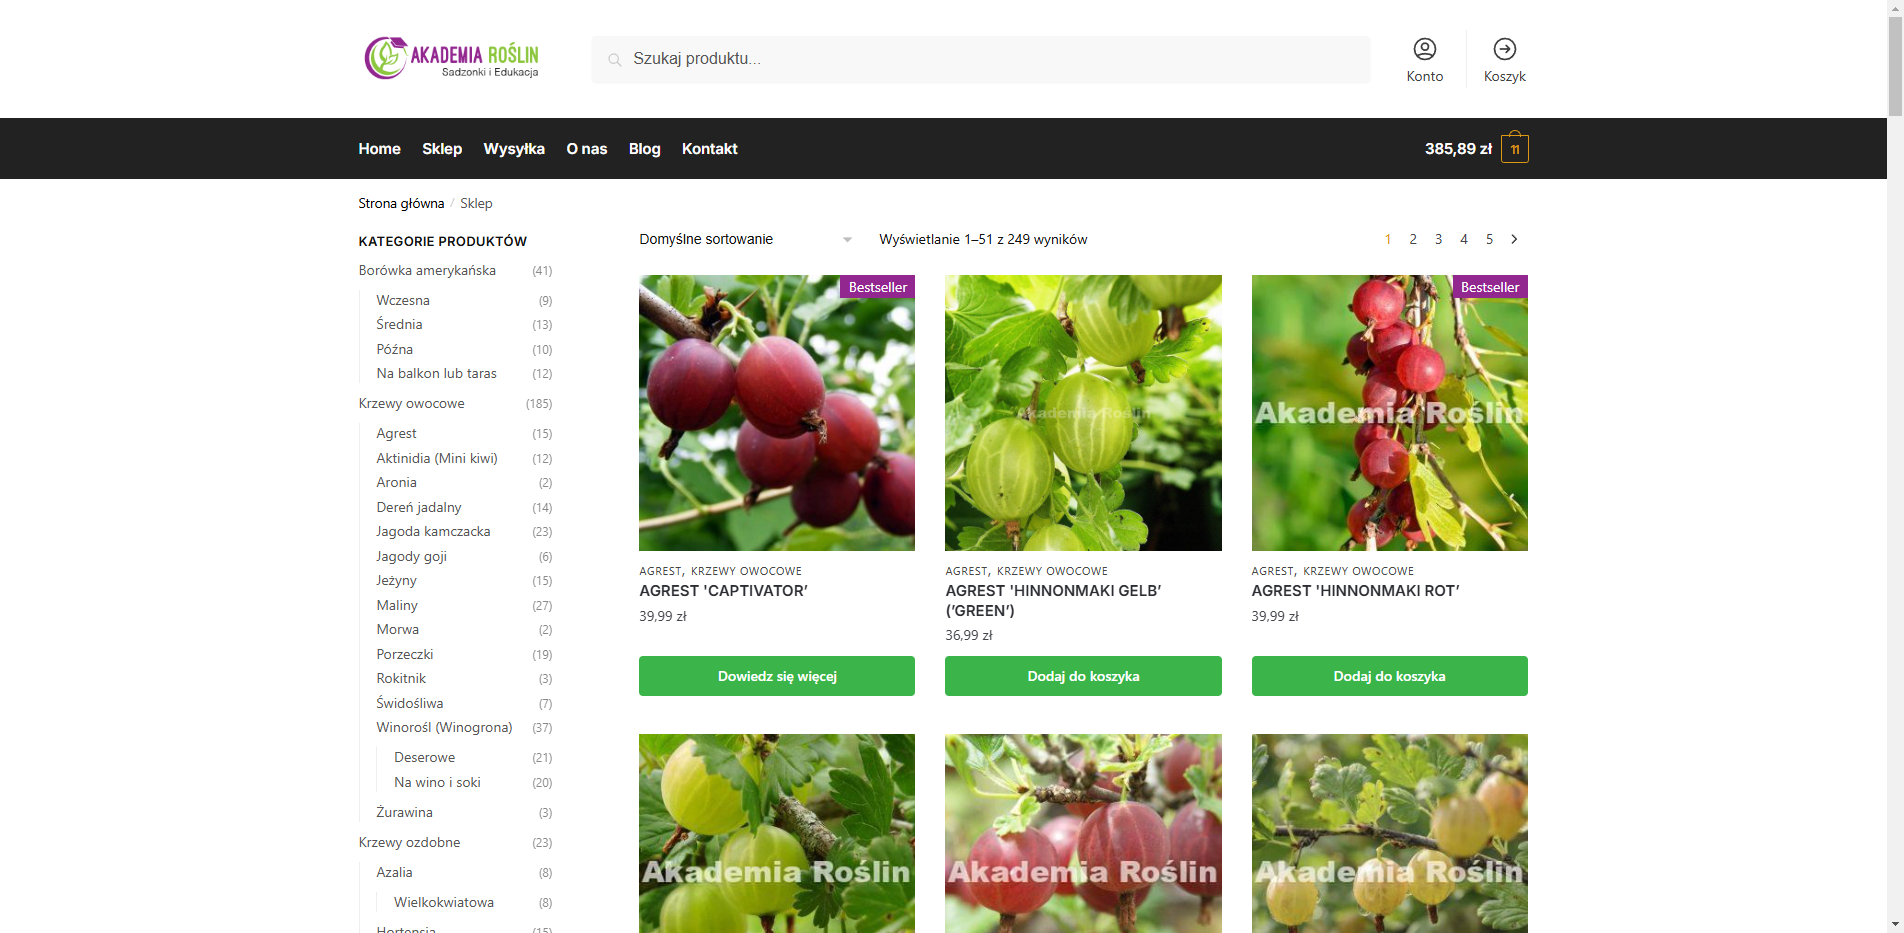 AKADEMIA ROŚLIN
Sadzonki i Edukacja
Szukaj produktu...
Konto
Koszyk
Home
Sklep
Wysyłka
O nas
Blog
Kontakt
385,89 zł
11
Strona główna / Sklep
KATEGORIE PRODUKTÓW
Borówka amerykańska (41)
Wczesna (9)
Średnia (13)
Późna (10)
Na balkon lub taras (12)
Krzewy owocowe (185)
Agrest (15)
Aktinidia (Mini kiwi) (12)
Aronia (2)
Dereń jadalny (14)
Jagoda kamczacka (23)
Jagody goji (6)
Jeżyny (15)
Maliny (27)
Morwa (2)
Porzeczki (19)
Rokitnik (3)
Świdośliwa (7)
Winorośl (Winogrona) (37)
Deserowe (21)
Na wino i soki (20)
Żurawina (3)
Krzewy ozdobne (23)
Azalia (8)
Wielkokwiatowa (8)
Hortensja (15)
Domyślne sortowanie
Wyświetlanie 1–51 z 249 wyników
1 2 3 4 5
Bestseller
AGREST, KRZEWY OWOCOWE
AGREST 'CAPTIVATOR’
39,99 zł
Dowiedz się więcej
Akademia Roślin
AGREST, KRZEWY OWOCOWE
AGREST 'HINNONMAKI GELB’
(’GREEN’)
36,99 zł
Dodaj do koszyka
Bestseller
Akademia Roślin
AGREST, KRZEWY OWOCOWE
AGREST 'HINNONMAKI ROT’
39,99 zł
Dodaj do koszyka
Akademia Roślin
Akademia Roślin
Akademia Roślin